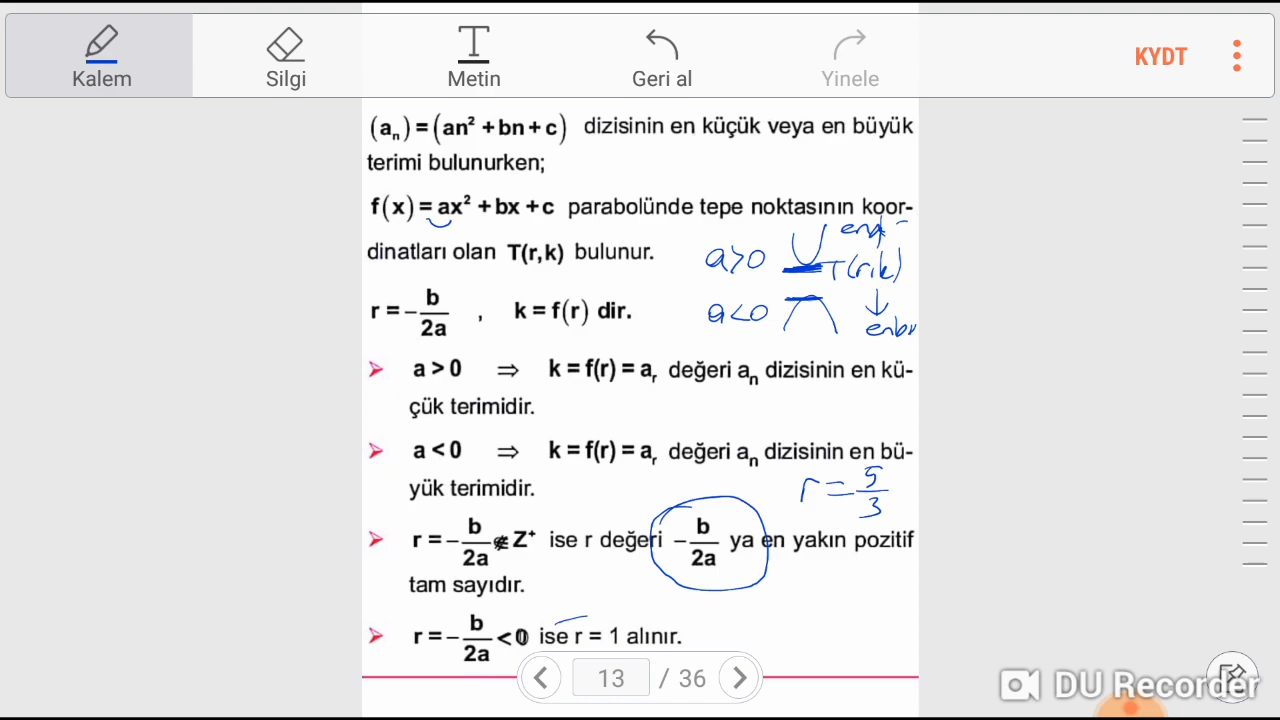 Kalem Silgi Metin Geri al Yinele KYDT
(aₙ) = (an² + bn + c) dizisinin en küçük veya en büyük
terimi bulunurken;
f(x) = ax² + bx + c parabolünde tepe noktasının koor-
dinatları olan T(r,k) bulunur.
a>0 T(r,k)
r = -b/2a , k = f(r) dir.
a<0
➢ a > 0 ⇒ k = f(r) = aᵣ değeri aₙ dizisinin en kü-
çük terimidir.
➢ a < 0 ⇒ k = f(r) = aᵣ değeri aₙ dizisinin en bü-
yük terimidir.
r = 5/3
➢ r = -b/2a ∉ Z⁺ ise r değeri -b/2a ya en yakın pozitif
tam sayıdır.
➢ r = -b/2a < 0 ise r = 1 alınır.
13 / 36
DU Recorder